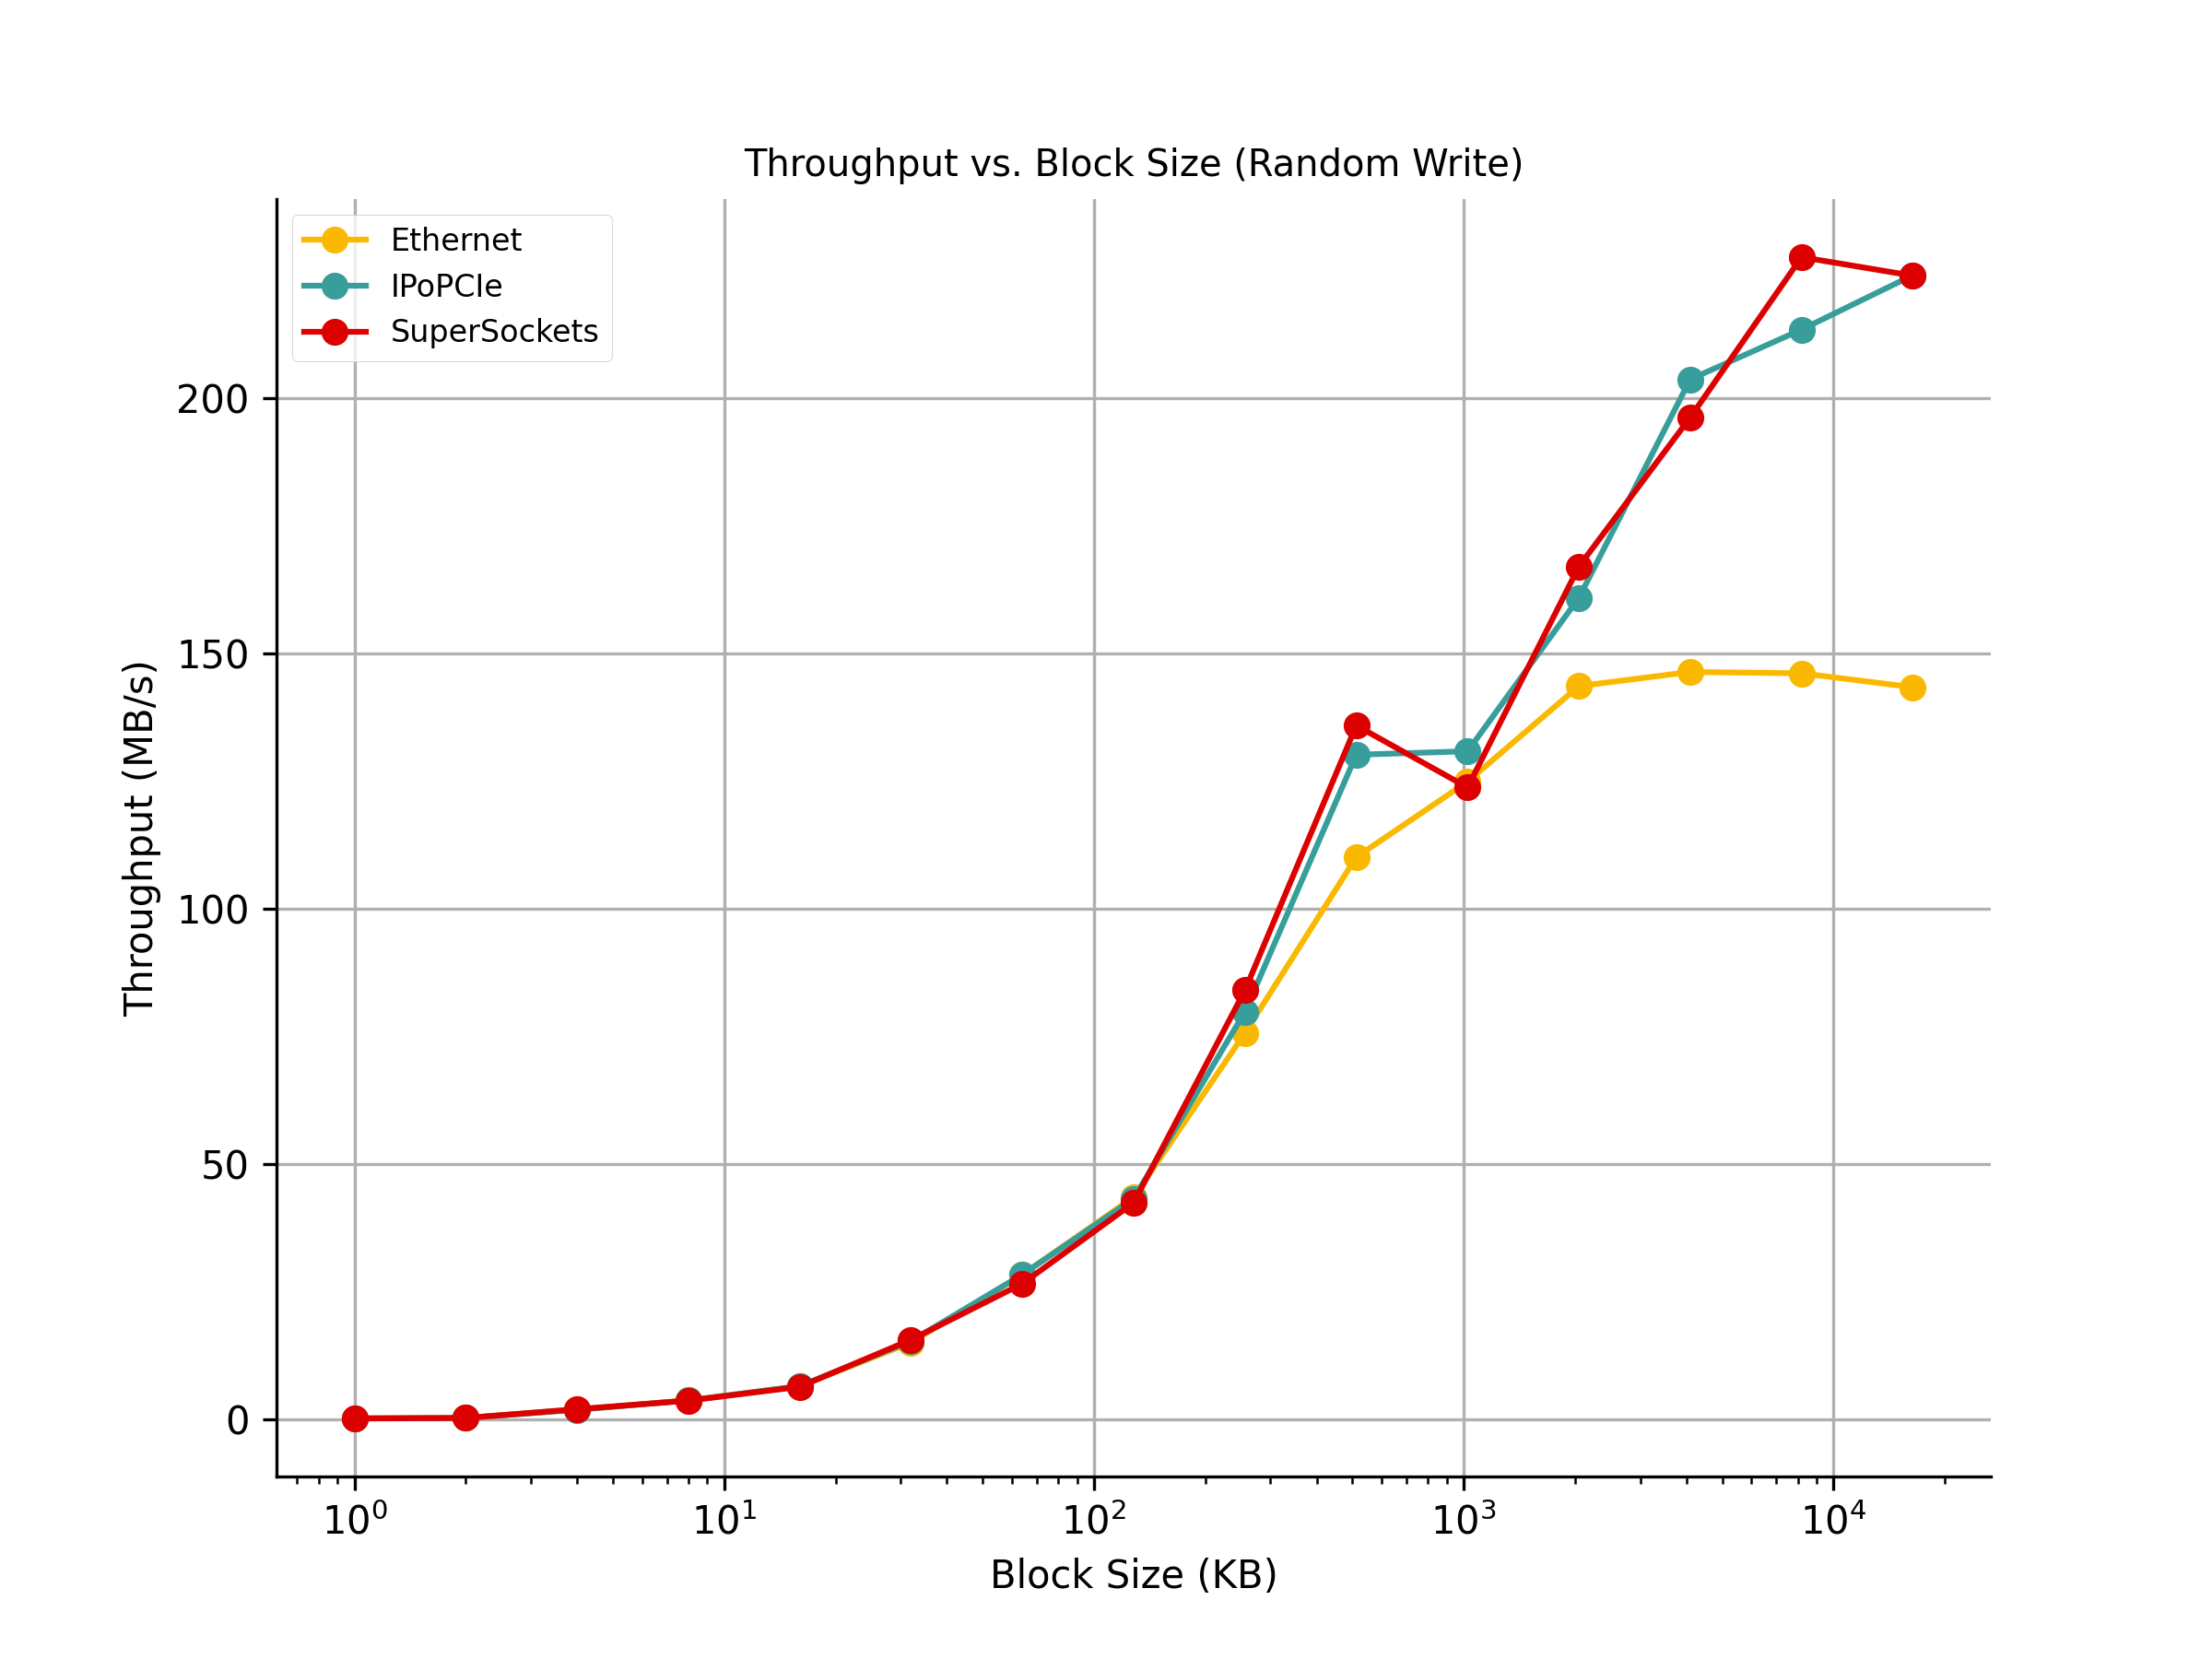 Throughput vs. Block Size (Random Write)
Ethernet
IPoPCIe
SuperSockets
200
150
100
50
0
Throughput (MB/s)
10⁰ 10¹ 10² 10³ 10⁴
Block Size (KB)